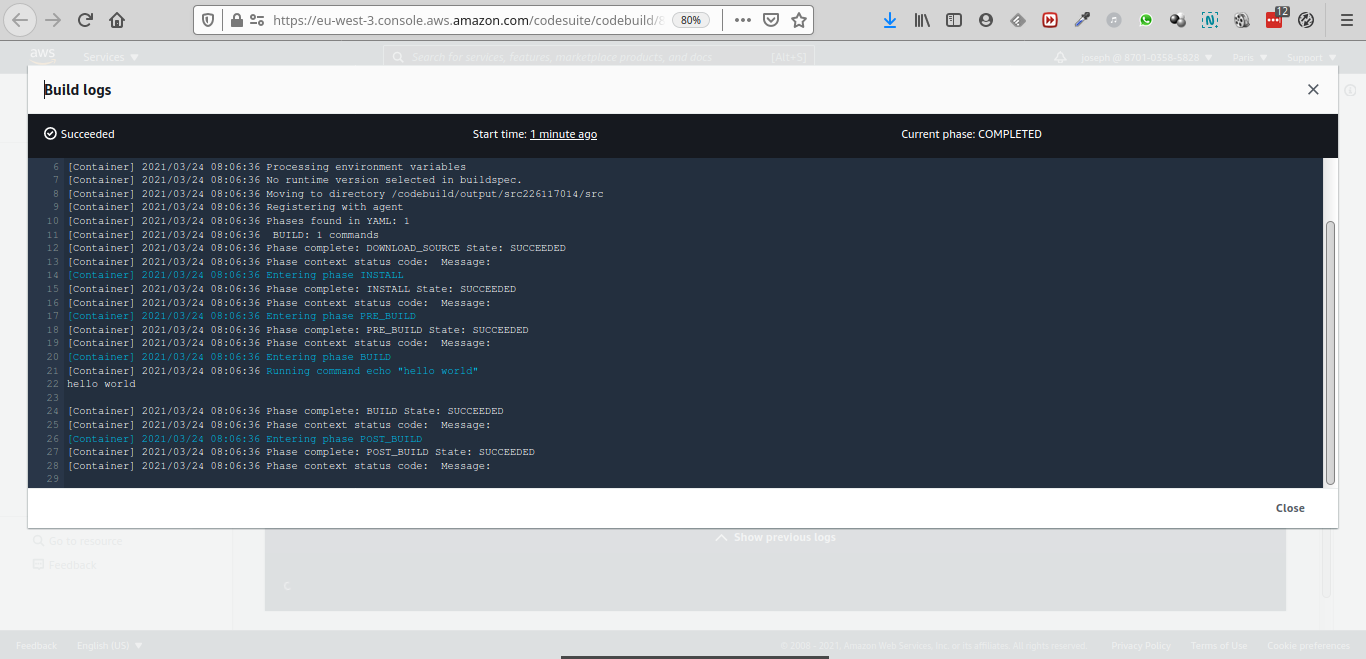 https://eu-west-3.console.aws.amazon.com/codesuite/codebuild/8
80%
12
aws
Services
Search for services, features, marketplace products, and docs
[Alt+S]
joseph @ 8701-0358-5828
Paris
Support
Build logs
Succeeded
Start time: 1 minute ago
Current phase: COMPLETED
6 [Container] 2021/03/24 08:06:36 Processing environment variables
7 [Container] 2021/03/24 08:06:36 No runtime version selected in buildspec.
8 [Container] 2021/03/24 08:06:36 Moving to directory /codebuild/output/src226117014/src
9 [Container] 2021/03/24 08:06:36 Registering with agent
10 [Container] 2021/03/24 08:06:36 Phases found in YAML: 1
11 [Container] 2021/03/24 08:06:36  BUILD: 1 commands
12 [Container] 2021/03/24 08:06:36 Phase complete: DOWNLOAD_SOURCE State: SUCCEEDED
13 [Container] 2021/03/24 08:06:36 Phase context status code:  Message:
14 [Container] 2021/03/24 08:06:36 Entering phase INSTALL
15 [Container] 2021/03/24 08:06:36 Phase complete: INSTALL State: SUCCEEDED
16 [Container] 2021/03/24 08:06:36 Phase context status code:  Message:
17 [Container] 2021/03/24 08:06:36 Entering phase PRE_BUILD
18 [Container] 2021/03/24 08:06:36 Phase complete: PRE_BUILD State: SUCCEEDED
19 [Container] 2021/03/24 08:06:36 Phase context status code:  Message:
20 [Container] 2021/03/24 08:06:36 Entering phase BUILD
21 [Container] 2021/03/24 08:06:36 Running command echo "hello world"
22 hello world
23
24 [Container] 2021/03/24 08:06:36 Phase complete: BUILD State: SUCCEEDED
25 [Container] 2021/03/24 08:06:36 Phase context status code:  Message:
26 [Container] 2021/03/24 08:06:36 Entering phase POST_BUILD
27 [Container] 2021/03/24 08:06:36 Phase complete: POST_BUILD State: SUCCEEDED
28 [Container] 2021/03/24 08:06:36 Phase context status code:  Message:
29
Close
Go to resource
Show previous logs
Feedback
Feedback
English (US)
© 2008 - 2021, Amazon Web Services, Inc. or its affiliates. All rights reserved.
Privacy Policy
Terms of Use
Cookie preferences